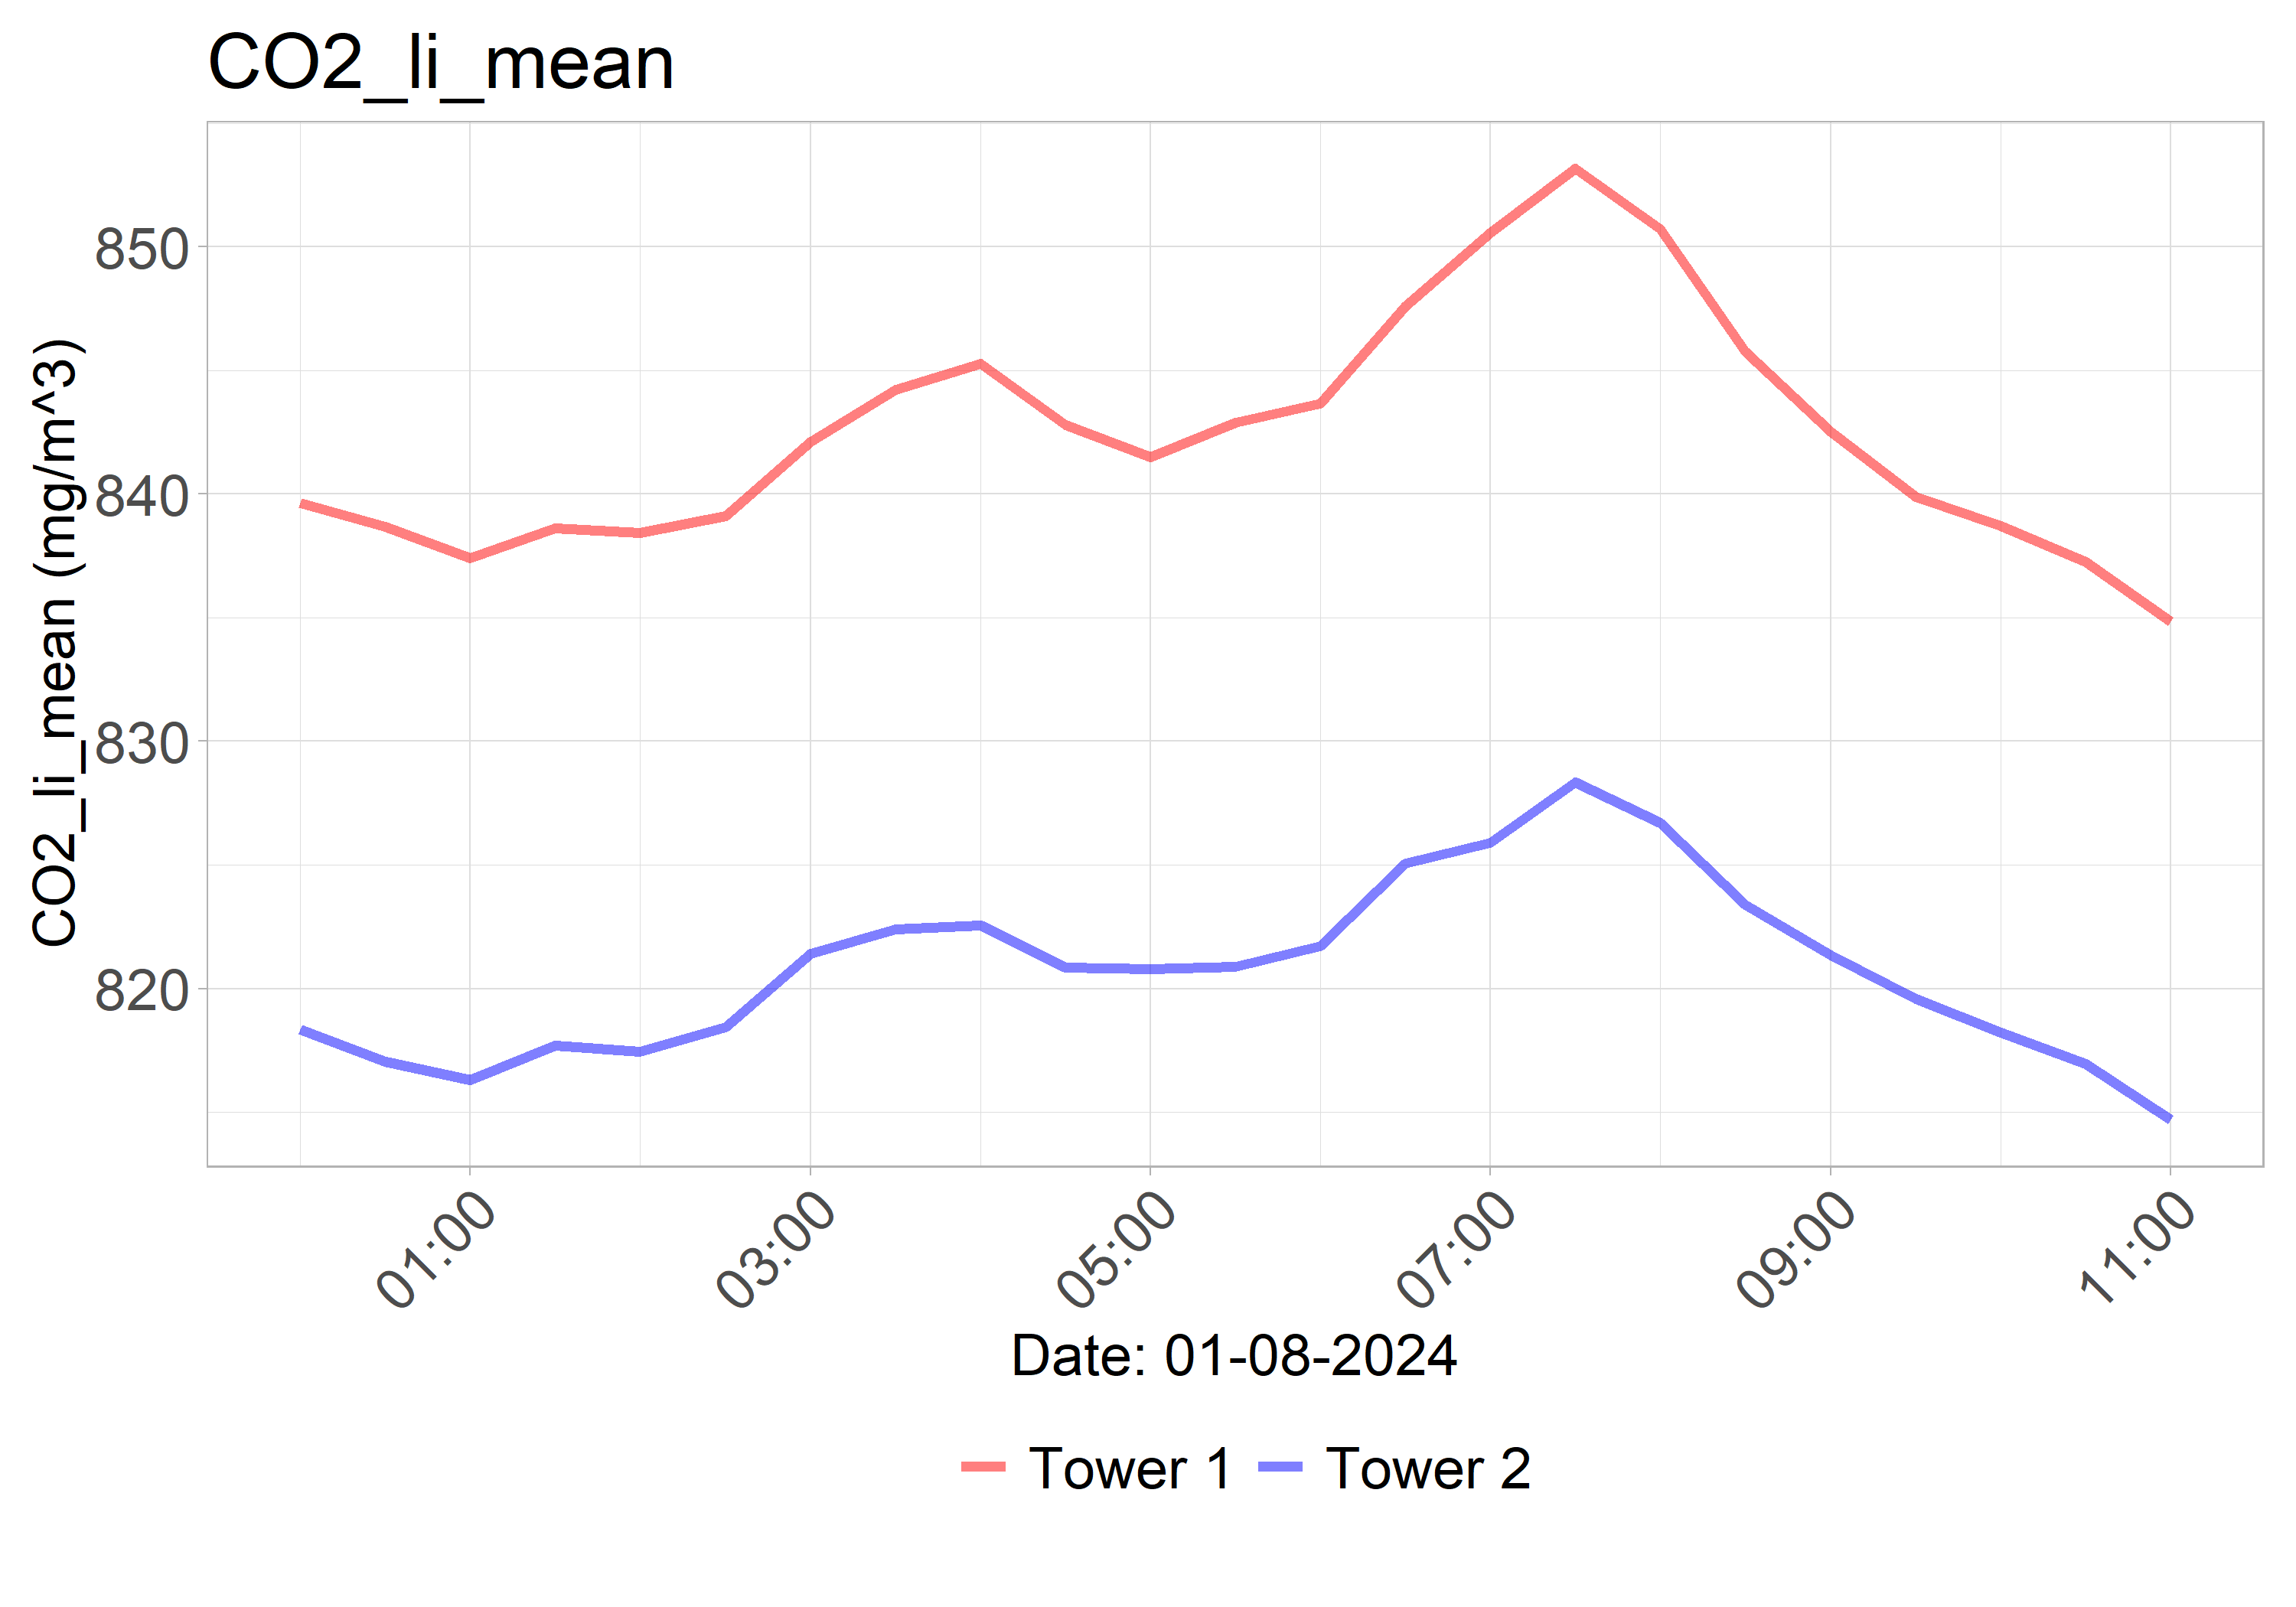 CO2_li_mean
CO2_li_mean (mg/m^3)
850
840
830
820
01:00
03:00
05:00
07:00
09:00
11:00
Date: 01-08-2024
Tower 1
Tower 2